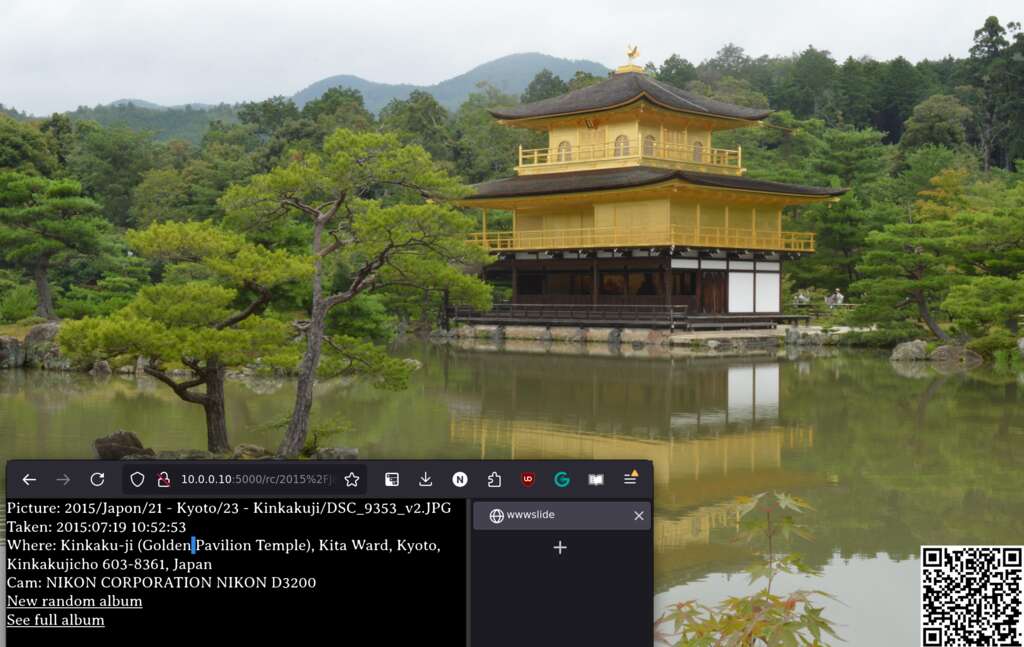 10.0.0.10:5000/rc/2015%2FJ
Picture: 2015/Japon/21 - Kyoto/23 - Kinkakuji/DSC_9353_v2.JPG
Taken: 2015:07:19 10:52:53
Where: Kinkaku-ji (Golden Pavilion Temple), Kita Ward, Kyoto,
Kinkakujicho 603-8361, Japan
Cam: NIKON CORPORATION NIKON D3200
New random album
See full album
wwwslide